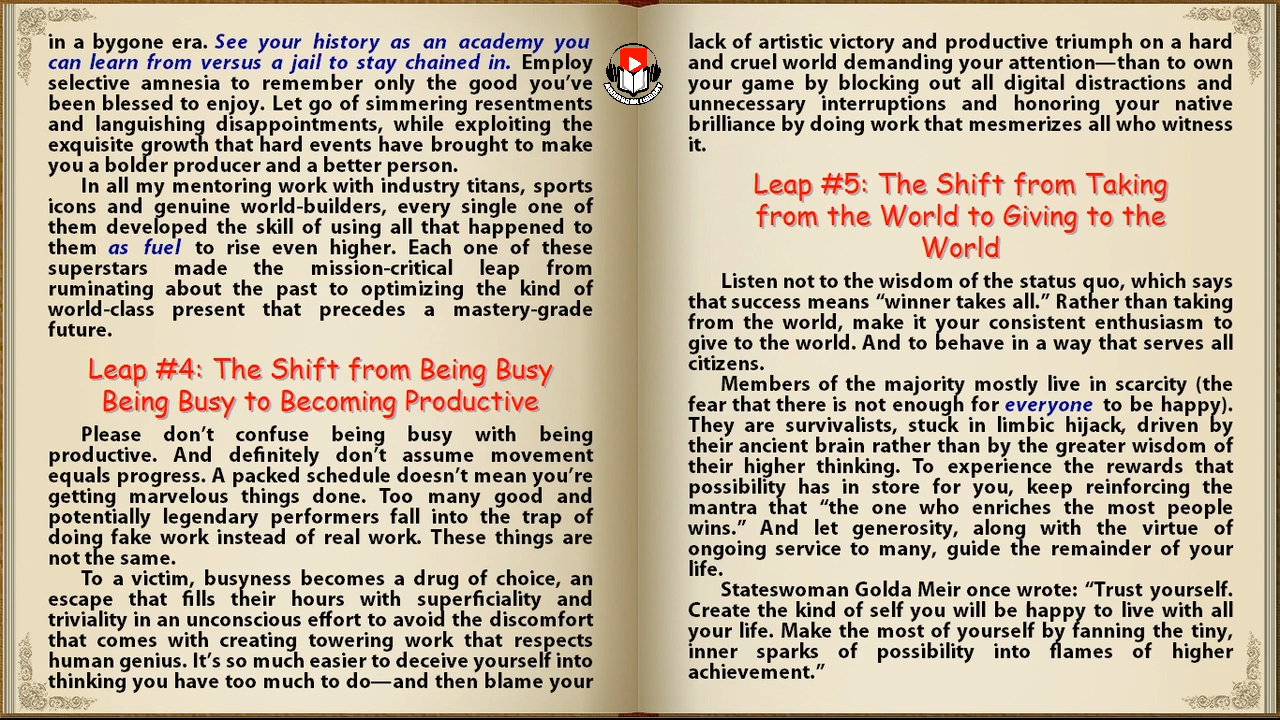 in a bygone era. See your history as an academy you
can learn from versus a jail to stay chained in. Employ
selective amnesia to remember only the good you’ve
been blessed to enjoy. Let go of simmering resentments
and languishing disappointments, while exploiting the
exquisite growth that hard events have brought to make
you a bolder producer and a better person.
In all my mentoring work with industry titans, sports
icons and genuine world-builders, every single one of
them developed the skill of using all that happened to
them as fuel to rise even higher. Each one of these
superstars made the mission-critical leap from
ruminating about the past to optimizing the kind of
world-class present that precedes a mastery-grade
future.
Leap #4: The Shift from Being Busy
Being Busy to Becoming Productive
Please don’t confuse being busy with being
productive. And definitely don’t assume movement
equals progress. A packed schedule doesn’t mean you’re
getting marvelous things done. Too many good and
potentially legendary performers fall into the trap of
doing fake work instead of real work. These things are
not the same.
To a victim, busyness becomes a drug of choice, an
escape that fills their hours with superficiality and
triviality in an unconscious effort to avoid the discomfort
that comes with creating towering work that respects
human genius. It’s so much easier to deceive yourself into
thinking you have too much to do—and then blame your
lack of artistic victory and productive triumph on a hard
and cruel world demanding your attention—than to own
your game by blocking out all digital distractions and
unnecessary interruptions and honoring your native
brilliance by doing work that mesmerizes all who witness
it.
Leap #5: The Shift from Taking
from the World to Giving to the
World
Listen not to the wisdom of the status quo, which says
that success means “winner takes all.” Rather than taking
from the world, make it your consistent enthusiasm to
give to the world. And to behave in a way that serves all
citizens.
Members of the majority mostly live in scarcity (the
fear that there is not enough for everyone to be happy).
They are survivalists, stuck in limbic hijack, driven by
their ancient brain rather than by the greater wisdom of
their higher thinking. To experience the rewards that
possibility has in store for you, keep reinforcing the
mantra that “the one who enriches the most people
wins.” And let generosity, along with the virtue of
ongoing service to many, guide the remainder of your
life.
Stateswoman Golda Meir once wrote: “Trust yourself.
Create the kind of self you will be happy to live with all
your life. Make the most of yourself by fanning the tiny,
inner sparks of possibility into flames of higher
achievement.”